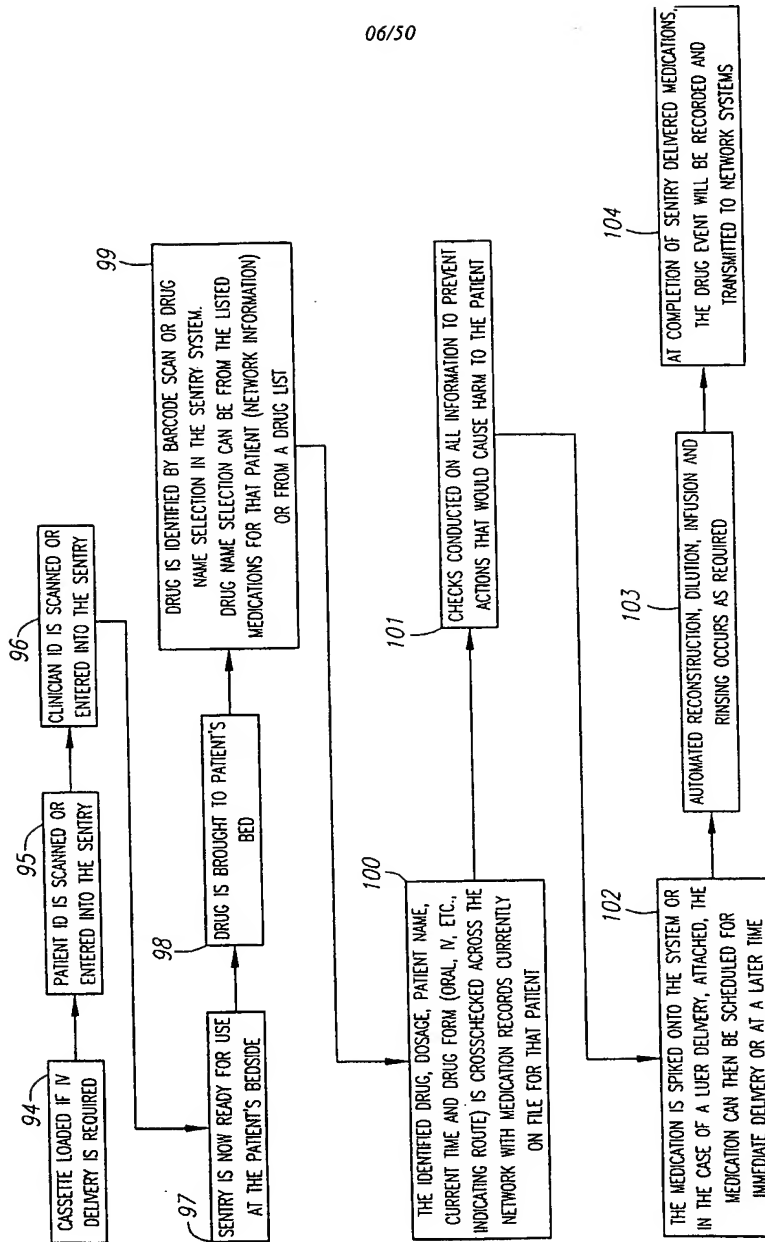 06/50
94
CASSETTE LOADED IF IV
DELIVERY IS REQUIRED
95
PATIENT ID IS SCANNED OR
ENTERED INTO THE SENTRY
96
CLINICIAN ID IS SCANNED OR
ENTERED INTO THE SENTRY
97
SENTRY IS NOW READY FOR USE
AT THE PATIENT'S BEDSIDE
98
DRUG IS BROUGHT TO PATIENT'S
BED
99
DRUG IS IDENTIFIED BY BARCODE SCAN OR DRUG
NAME SELECTION IN THE SENTRY SYSTEM.
DRUG NAME SELECTION CAN BE FROM THE LISTED
MEDICATIONS FOR THAT PATIENT (NETWORK INFORMATION)
OR FROM A DRUG LIST
100
THE IDENTIFIED DRUG, DOSAGE, PATIENT NAME,
CURRENT TIME AND DRUG FORM (ORAL, IV, ETC.,
INDICATING ROUTE) IS CROSSCHECKED ACROSS THE
NETWORK WITH MEDICATION RECORDS CURRENTLY
ON FILE FOR THAT PATIENT
101
CHECKS CONDUCTED ON ALL INFORMATION TO PREVENT
ACTIONS THAT WOULD CAUSE HARM TO THE PATIENT
102
THE MEDICATION IS SPIKED ONTO THE SYSTEM OR
IN THE CASE OF A LUER DELIVERY, ATTACHED, THE
MEDICATION CAN THEN BE SCHEDULED FOR
IMMEDIATE DELIVERY OR AT A LATER TIME
103
AUTOMATED RECONSTRUCTION, DILUTION, INFUSION AND
RINSING OCCURS AS REQUIRED
104
AT COMPLETION OF SENTRY DELIVERED MEDICATIONS,
THE DRUG EVENT WILL BE RECORDED AND
TRANSMITTED TO NETWORK SYSTEMS